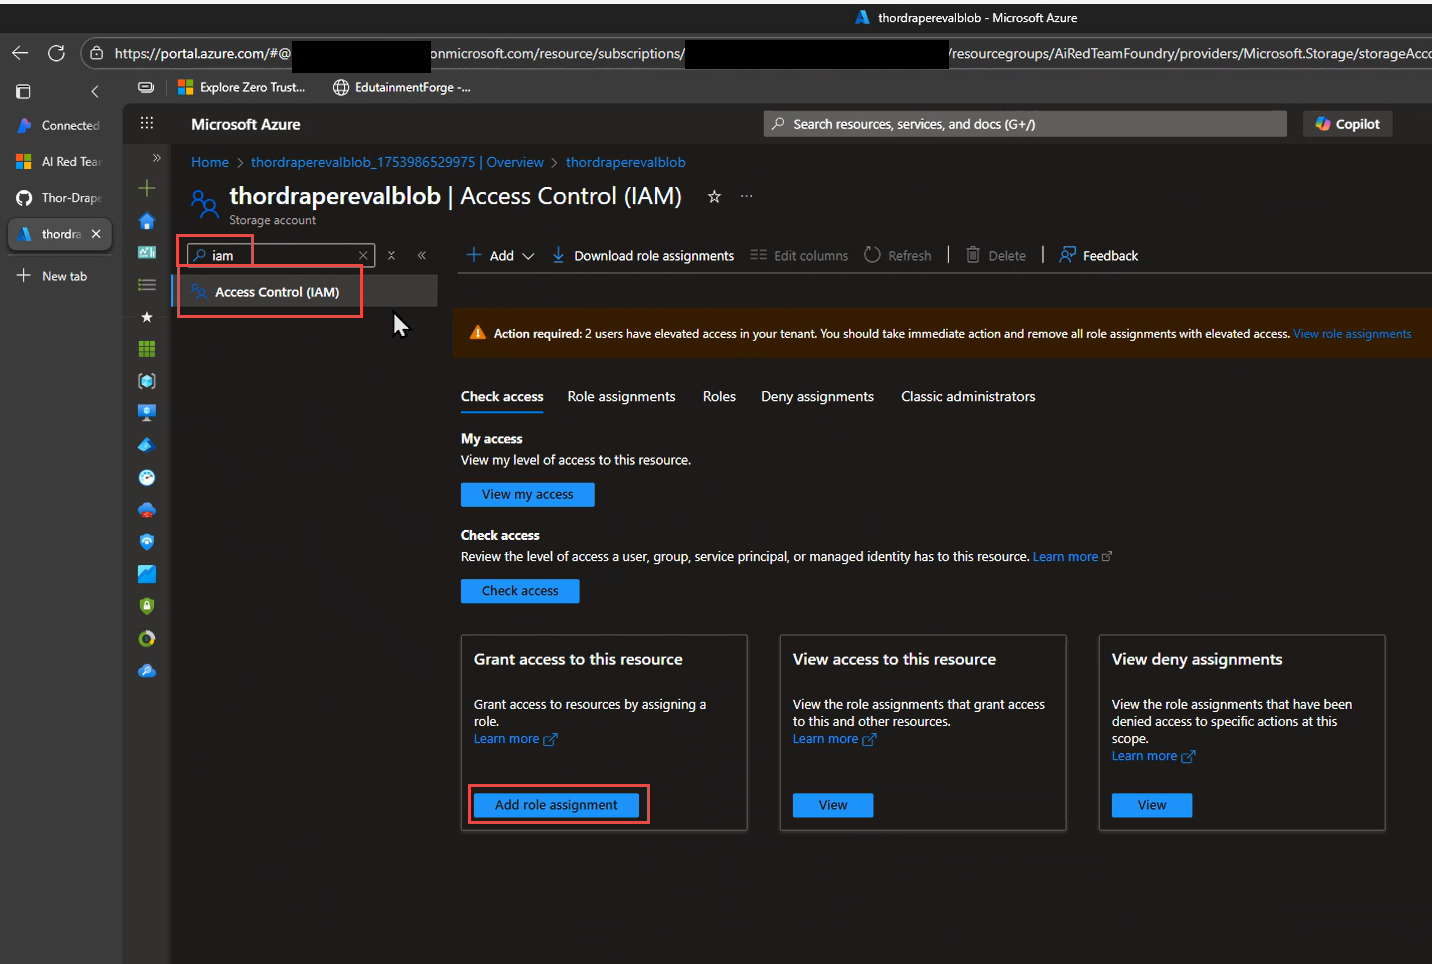 thordraperevalblob - Microsoft Azure
https://portal.azure.com/#@
onmicrosoft.com/resource/subscriptions/
/resourcegroups/AiRedTeamFoundry/providers/Microsoft.Storage/storageAcco
Explore Zero Trust...
EdutainmentForge -...
Connected
AI Red Tear
Thor-Drape
thordra
New tab
Microsoft Azure
Search resources, services, and docs (G+/)
Copilot
Home > thordraperevalblob_1753986529975 | Overview > thordraperevalblob
thordraperevalblob | Access Control (IAM)
Storage account
iam
Access Control (IAM)
Add
Download role assignments
Edit columns
Refresh
Delete
Feedback
Action required: 2 users have elevated access in your tenant. You should take immediate action and remove all role assignments with elevated access. View role assignments
Check access
Role assignments
Roles
Deny assignments
Classic administrators
My access
View my level of access to this resource.
View my access
Check access
Review the level of access a user, group, service principal, or managed identity has to this resource. Learn more
Check access
Grant access to this resource
Grant access to resources by assigning a
role.
Learn more
Add role assignment
View access to this resource
View the role assignments that grant access
to this and other resources.
Learn more
View
View deny assignments
View the role assignments that have been
denied access to specific actions at this
scope.
Learn more
View